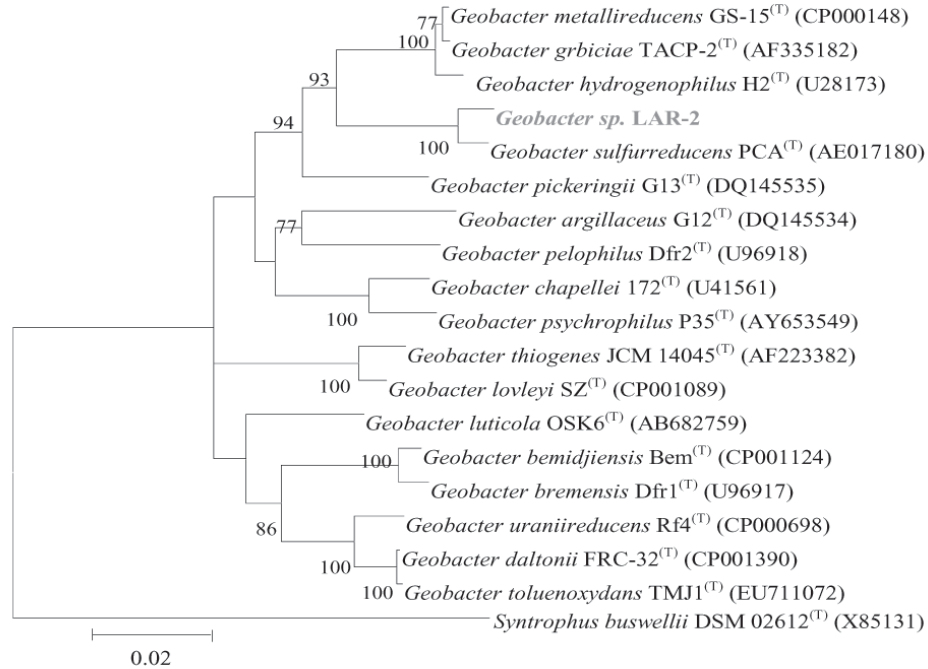 77 Geobacter metallireducens GS-15(T) (CP000148)
100 Geobacter grbiciae TACP-2(T) (AF335182)
93 Geobacter hydrogenophilus H2(T) (U28173)
94 Geobacter sp. LAR-2
100 Geobacter sulfurreducens PCA(T) (AE017180)
Geobacter pickeringii G13(T) (DQ145535)
77 Geobacter argillaceus G12(T) (DQ145534)
Geobacter pelophilus Dfr2(T) (U96918)
Geobacter chapellei 172(T) (U41561)
100 Geobacter psychrophilus P35(T) (AY653549)
Geobacter thiogenes JCM 14045(T) (AF223382)
100 Geobacter lovleyi SZ(T) (CP001089)
Geobacter luticola OSK6(T) (AB682759)
100 Geobacter bemidjiensis Bem(T) (CP001124)
Geobacter bremensis Dfr1(T) (U96917)
86 Geobacter uraniireducens Rf4(T) (CP000698)
100 Geobacter daltonii FRC-32(T) (CP001390)
100 Geobacter toluenoxydans TMJ1(T) (EU711072)
Syntrophus buswellii DSM 02612(T) (X85131)
0.02